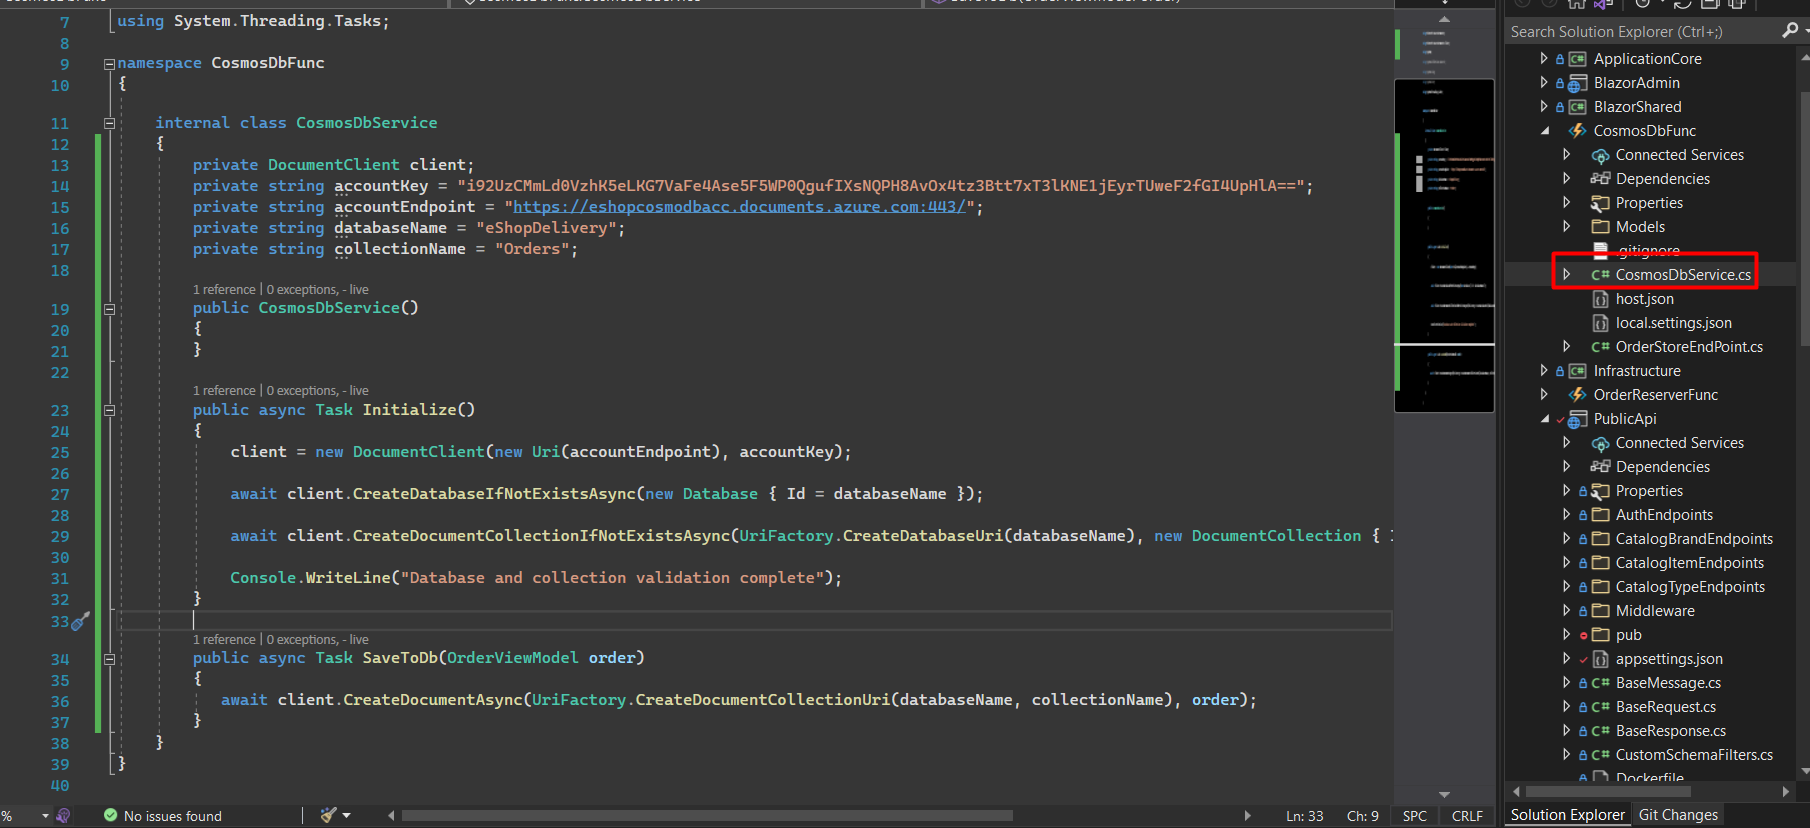 7 using System.Threading.Tasks;
8
9 namespace CosmosDbFunc
10 {
11 internal class CosmosDbService
12 {
13 private DocumentClient client;
14 private string accountKey = "i92UzCMmLd0VzhK5eLKG7VaFe4Ase5F5WP0QgufIXsNQPH8AvOx4tz3Btt7xT3lKNE1jEyrTUweF2fGI4UpHlA==";
15 private string accountEndpoint = "https://eshopcosmodbacc.documents.azure.com:443/";
16 private string databaseName = "eShopDelivery";
17 private string collectionName = "Orders";
18
1 reference | 0 exceptions, - live
19 public CosmosDbService()
20 {
21 }
22
1 reference | 0 exceptions, - live
23 public async Task Initialize()
24 {
25 client = new DocumentClient(new Uri(accountEndpoint), accountKey);
26
27 await client.CreateDatabaseIfNotExistsAsync(new Database { Id = databaseName });
28
29 await client.CreateDocumentCollectionIfNotExistsAsync(UriFactory.CreateDatabaseUri(databaseName), new DocumentCollection {
30
31 Console.WriteLine("Database and collection validation complete");
32 }
33
1 reference | 0 exceptions, - live
34 public async Task SaveToDb(OrderViewModel order)
35 {
36 await client.CreateDocumentAsync(UriFactory.CreateDocumentCollectionUri(databaseName, collectionName), order);
37 }
38 }
39 }
40
% No issues found Ln: 33 Ch: 9 SPC CRLF
Search Solution Explorer (Ctrl+;)
ApplicationCore
BlazorAdmin
BlazorShared
CosmosDbFunc
Connected Services
Dependencies
Properties
Models
.gitignore
C# CosmosDbService.cs
host.json
local.settings.json
C# OrderStoreEndPoint.cs
Infrastructure
OrderReserverFunc
PublicApi
Connected Services
Dependencies
Properties
AuthEndpoints
CatalogBrandEndpoints
CatalogItemEndpoints
CatalogTypeEndpoints
Middleware
pub
appsettings.json
C# BaseMessage.cs
C# BaseRequest.cs
C# BaseResponse.cs
C# CustomSchemaFilters.cs
Dockerfile
Solution Explorer Git Changes